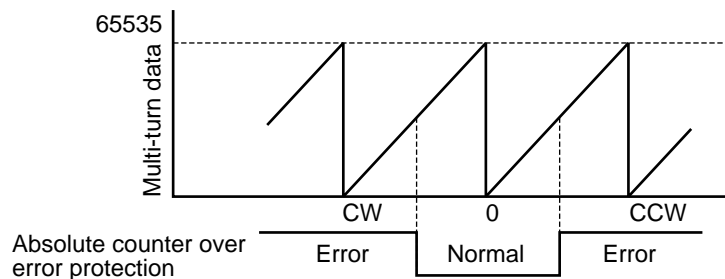 65535
Multi-turn data
CW 0 CCW
Absolute counter over
error protection
Error Normal Error